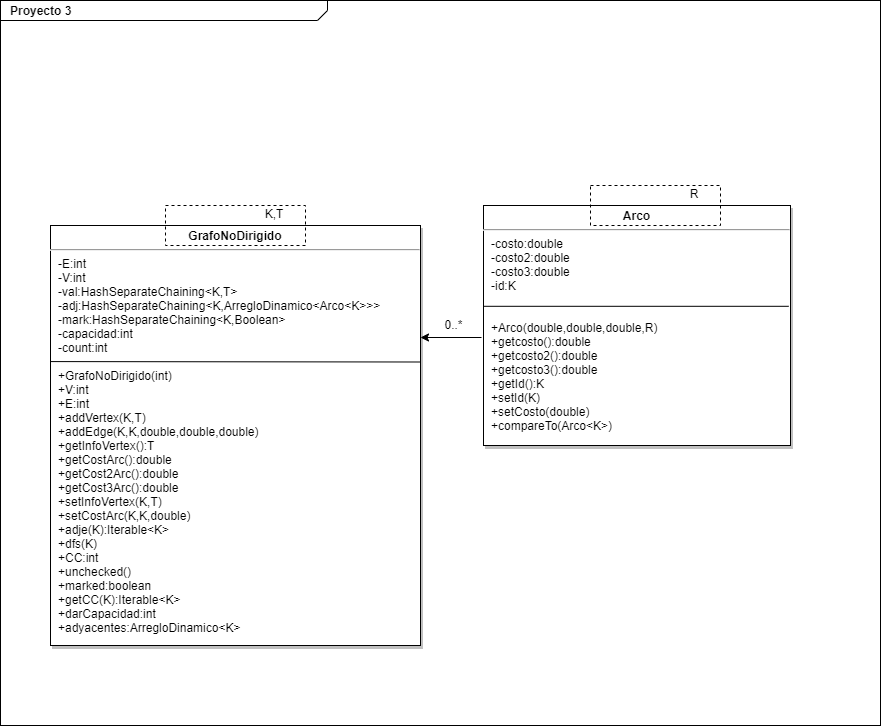 Proyecto 3
K,T
GrafoNoDirigido
-E:int
-V:int
-val:HashSeparateChaining<K,T>
-adj:HashSeparateChaining<K,ArregloDinamico<Arco<K>>>
-mark:HashSeparateChaining<K,Boolean>
-capacidad:int
-count:int
+GrafoNoDirigido(int)
+V:int
+E:int
+addVertex(K,T)
+addEdge(K,K,double,double,double)
+getInfoVertex():T
+getCostArc():double
+getCost2Arc():double
+getCost3Arc():double
+setInfoVertex(K,T)
+setCostArc(K,K,double)
+adje(K):Iterable<K>
+dfs(K)
+CC:int
+unchecked()
+marked:boolean
+getCC(K):Iterable<K>
+darCapacidad:int
+adyacentes:ArregloDinamico<K>
0..*
R
Arco
-costo:double
-costo2:double
-costo3:double
-id:K
+Arco(double,double,double,R)
+getcosto():double
+getcosto2():double
+getcosto3():double
+getId():K
+setId(K)
+setCosto(double)
+compareTo(Arco<K>)